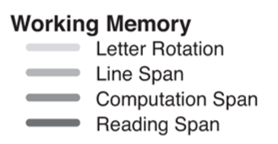 Working Memory
Letter Rotation
Line Span
Computation Span
Reading Span